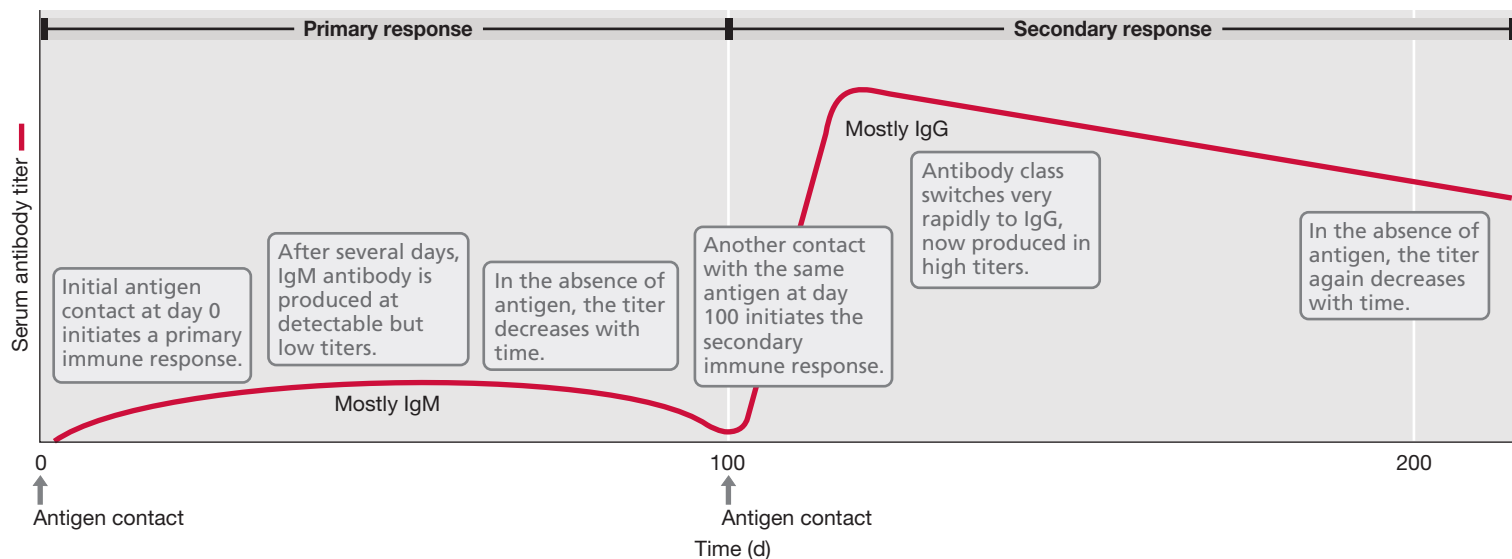 Primary response
Secondary response
Serum antibody titer
Initial antigen
contact at day 0
initiates a primary
immune response.
After several days,
IgM antibody is
produced at
detectable but
low titers.
In the absence of
antigen, the titer
decreases with
time.
Another contact
with the same
antigen at day
100 initiates the
secondary
immune response.
Mostly IgG
Antibody class
switches very
rapidly to IgG,
now produced in
high titers.
In the absence of
antigen, the titer
again decreases
with time.
Mostly IgM
0
100
200
Antigen contact
Antigen contact
Time (d)